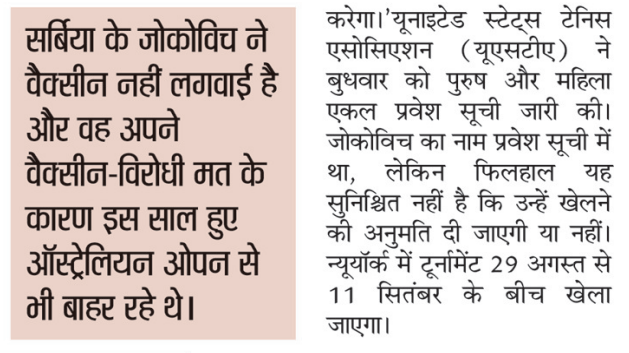 सर्बिया के जोकोविच ने
वैक्सीन नहीं लगवाई है
और वह अपने
वैक्सीन-विरोधी मत के
कारण इस साल हुए
ऑस्ट्रेलियन ओपन से
भी बाहर रहे थे।
करेगा।’यूनाइटेड स्टेट्स टेनिस
एसोसिएशन (यूएसटीए) ने
बुधवार को पुरुष और महिला
एकल प्रवेश सूची जारी की।
जोकोविच का नाम प्रवेश सूची में
था, लेकिन फिलहाल यह
सुनिश्चित नहीं है कि उन्हें खेलने
की अनुमति दी जाएगी या नहीं।
न्यूयॉर्क में टूर्नामेंट 29 अगस्त से
11 सितंबर के बीच खेला
जाएगा।